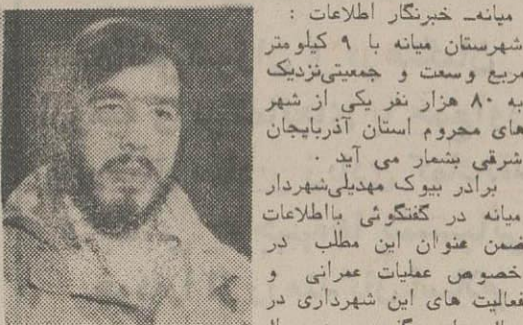 میانه_ خبرنگار اطلاعات :
شهرستان میانه با ۹ کیلومتر
مربع وسعت و جمعیتی‌نزدیک
به ۸۰ هزار نفر یکی از شهر
های محروم استان آذربایجان
شرقی بشمار می آید .
برادر بیوک مهدیلی‌شهردار
میانه در گفتگوئی بااطلاعات
ضمن عنوان این مطلب در
خصوص عملیات عمرانی و
فعالیت های این شهرداری در